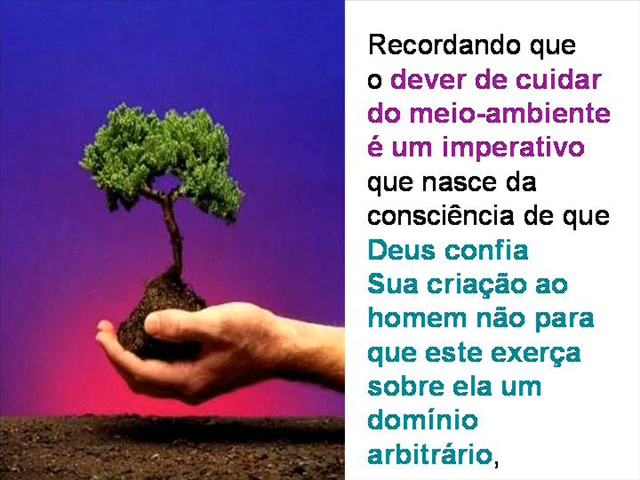 Recordando que
o dever de cuidar
do meio-ambiente
é um imperativo
que nasce da
consciência de que
Deus confia
Sua criação ao
homem não para
que este exerça
sobre ela um
domínio
arbitrário,